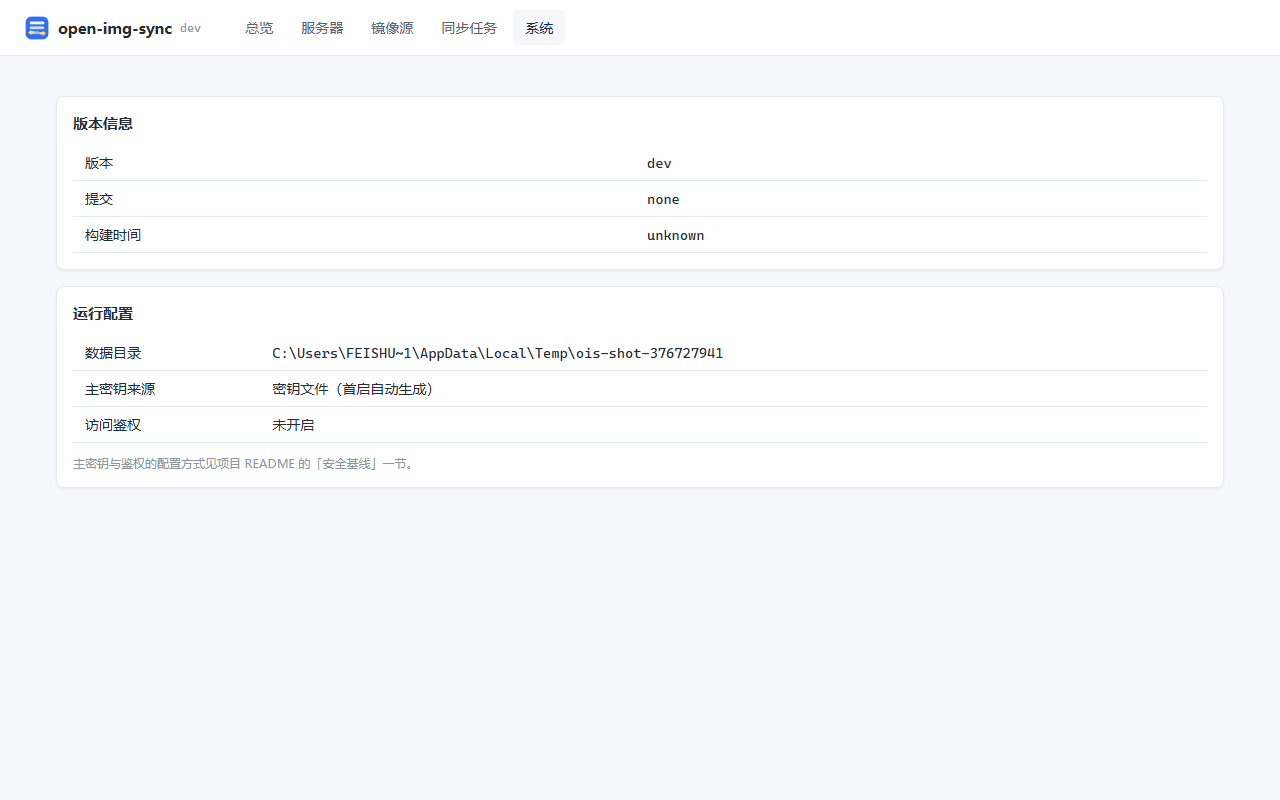 open-img-sync dev 总览 服务器 镜像源 同步任务 系统
版本信息
版本 dev
提交 none
构建时间 unknown
运行配置
数据目录 C:\Users\FEISHU~1\AppData\Local\Temp\ois-shot-376727941
主密钥来源 密钥文件（首启自动生成）
访问鉴权 未开启
主密钥与鉴权的配置方式见项目 README 的「安全基线」一节。